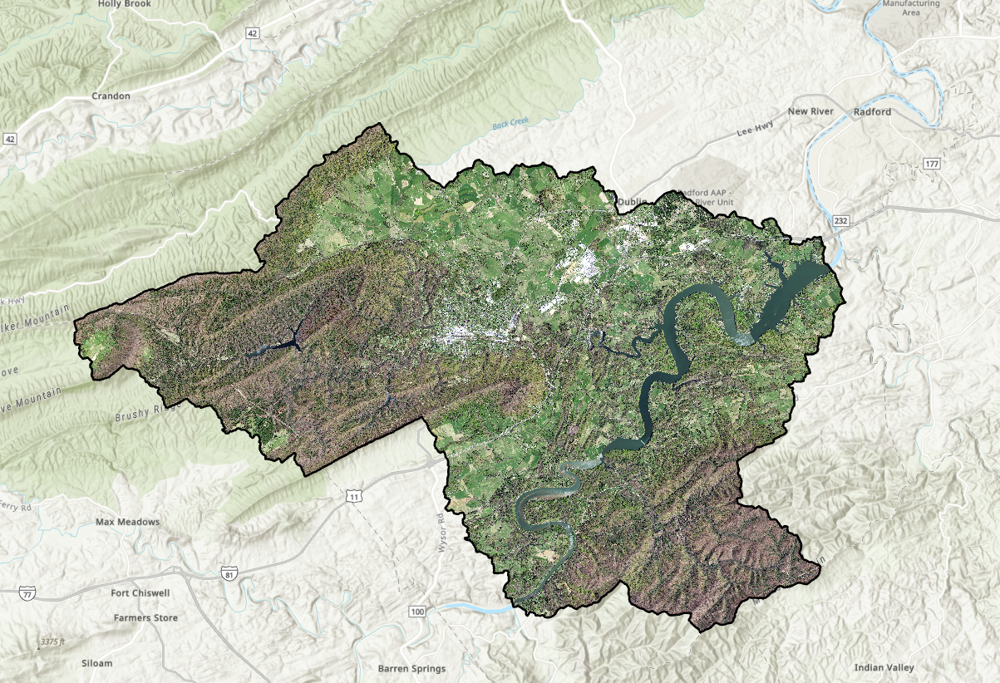 Holly Brook
Manufacturing
Area
42
Crandon
Back Creek
New River
Radford
Lee Hwy
42
177
Dublin
Radford AAP -
River Unit
232
k Hwy
lker Mountain
ove
ve Mountain
Brushy Ridge
11
Ferry Rd
Max Meadows
Wysor Rd
81
77
Fort Chiswell
100
Farmers Store
3375 ft
Siloam
Barren Springs
Indian Valley